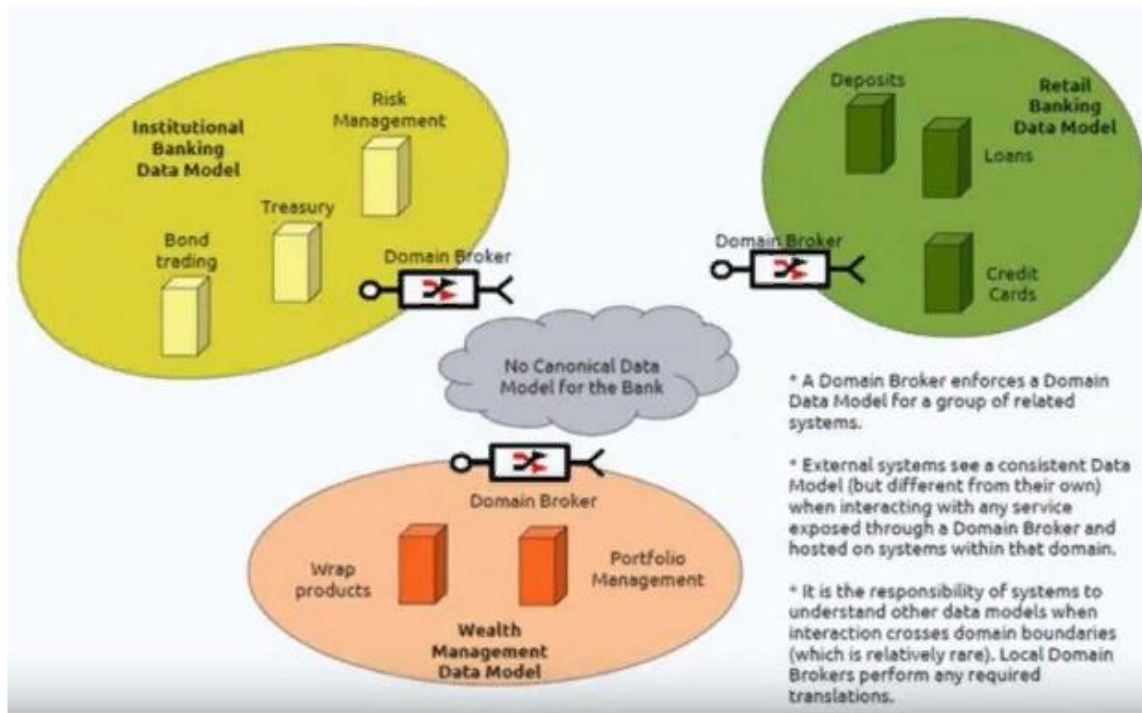 Institutional
Banking
Data Model
Risk
Management
Treasury
Bond
trading
Domain Broker
Deposits
Retail
Banking
Data Model
Loans
Domain Broker
Credit
Cards
No Canonical Data
Model for the Bank
Domain Broker
Wrap
products
Portfolio
Management
Wealth
Management
Data Model
* A Domain Broker enforces a Domain
Data Model for a group of related
systems.
* External systems see a consistent Data
Model (but different from their own)
when interacting with any service
exposed through a Domain Broker and
hosted on systems within that domain.
* It is the responsibility of systems to
understand other data models when
interaction crosses domain boundaries
(which is relatively rare). Local Domain
Brokers perform any required
translations.